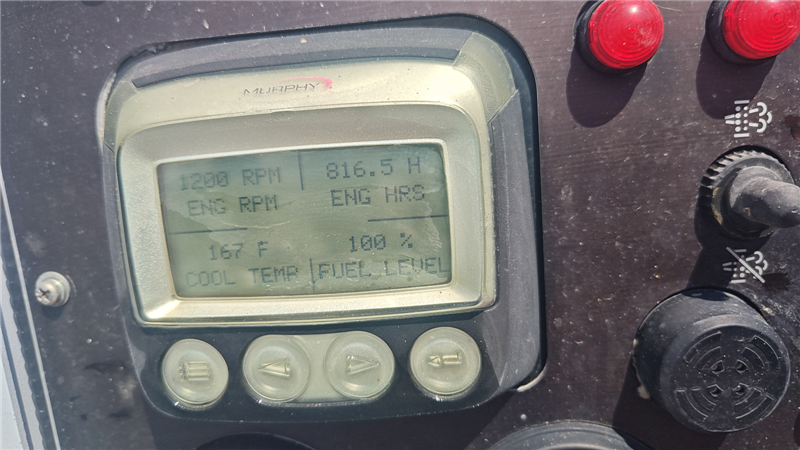 MURPHY
1200 RPM
ENG RPM
816.5 H
ENG HRS
167 F
COOL TEMP
100 %
FUEL LEVEL